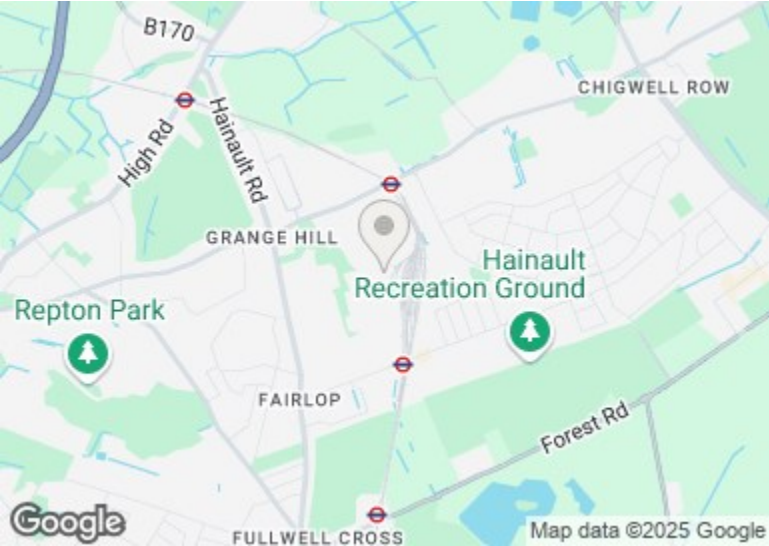 B170
CHIGWELL ROW
High Rd
Hainault Rd
GRANGE HILL
Hainault
Recreation Ground
Repton Park
FAIRLOP
Forest Rd
Google
FULLWELL CROSS
Map data ©2025 Google